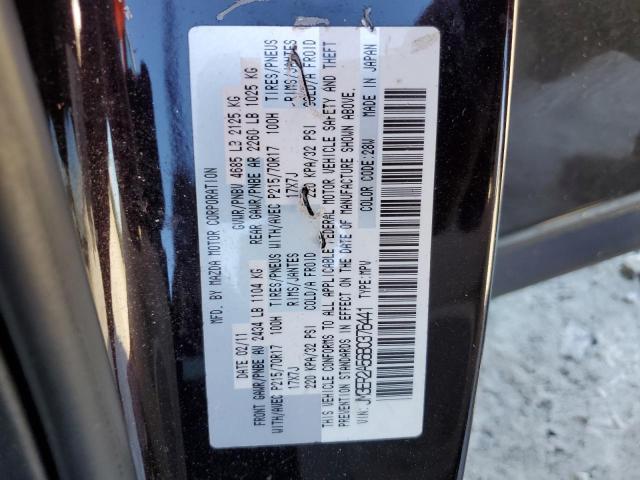 MFD. BY MAZDA MOTOR CORPORATION
DATE 02/11 GVWR/PNBV 4685 LB 2125 KG
FRONT GAWR/PNBE AV 2434 LB 1104 KG REAR GAWR/PNBE AR 2260 LB 1025 KG
WITH/AVEC P215/70R17 100H TIRES/PNEUS WITH/AVEC P215/70R17 100H TIRES/PNEUS
17X7J RIMS/JANTES 17X7J RIMS/JANTES
220 KPA/32 PSI COLD/A FROID 220 KPA/32 PSI COLD/A FROID
THIS VEHICLE CONFORMS TO ALL APPLICABLE FEDERAL MOTOR VEHICLE SAFETY AND THEFT
PREVENTION STANDARDS IN EFFECT ON THE DATE OF MANUFACTURE SHOWN ABOVE.
VIN: JM3ER2A56B0376441 TYPE:MPV COLOR CODE:28W MADE IN JAPAN